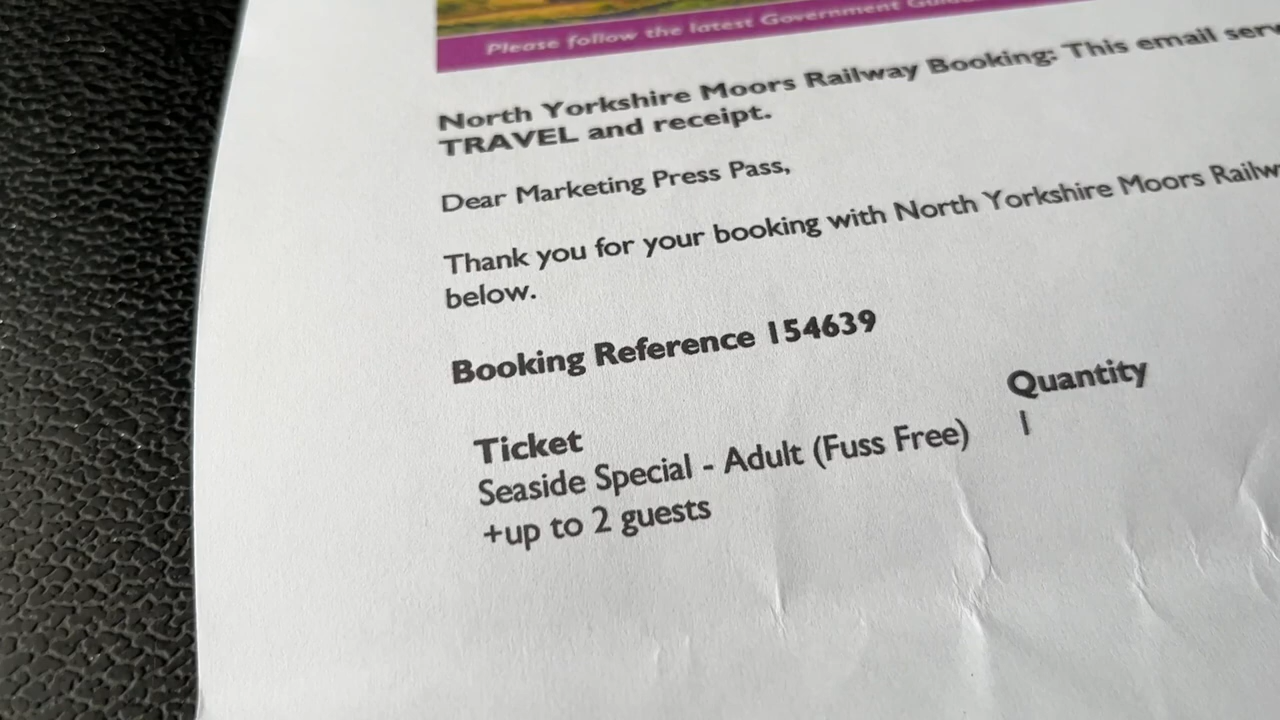 Please follow the latest Government
North Yorkshire Moors Railway Booking: This email
TRAVEL and receipt.
Dear Marketing Press Pass,
Thank you for your booking with North Yorkshire Moors
below.
Booking Reference 154639
Ticket Quantity
Seaside Special - Adult (Fuss Free) 1
+up to 2 guests